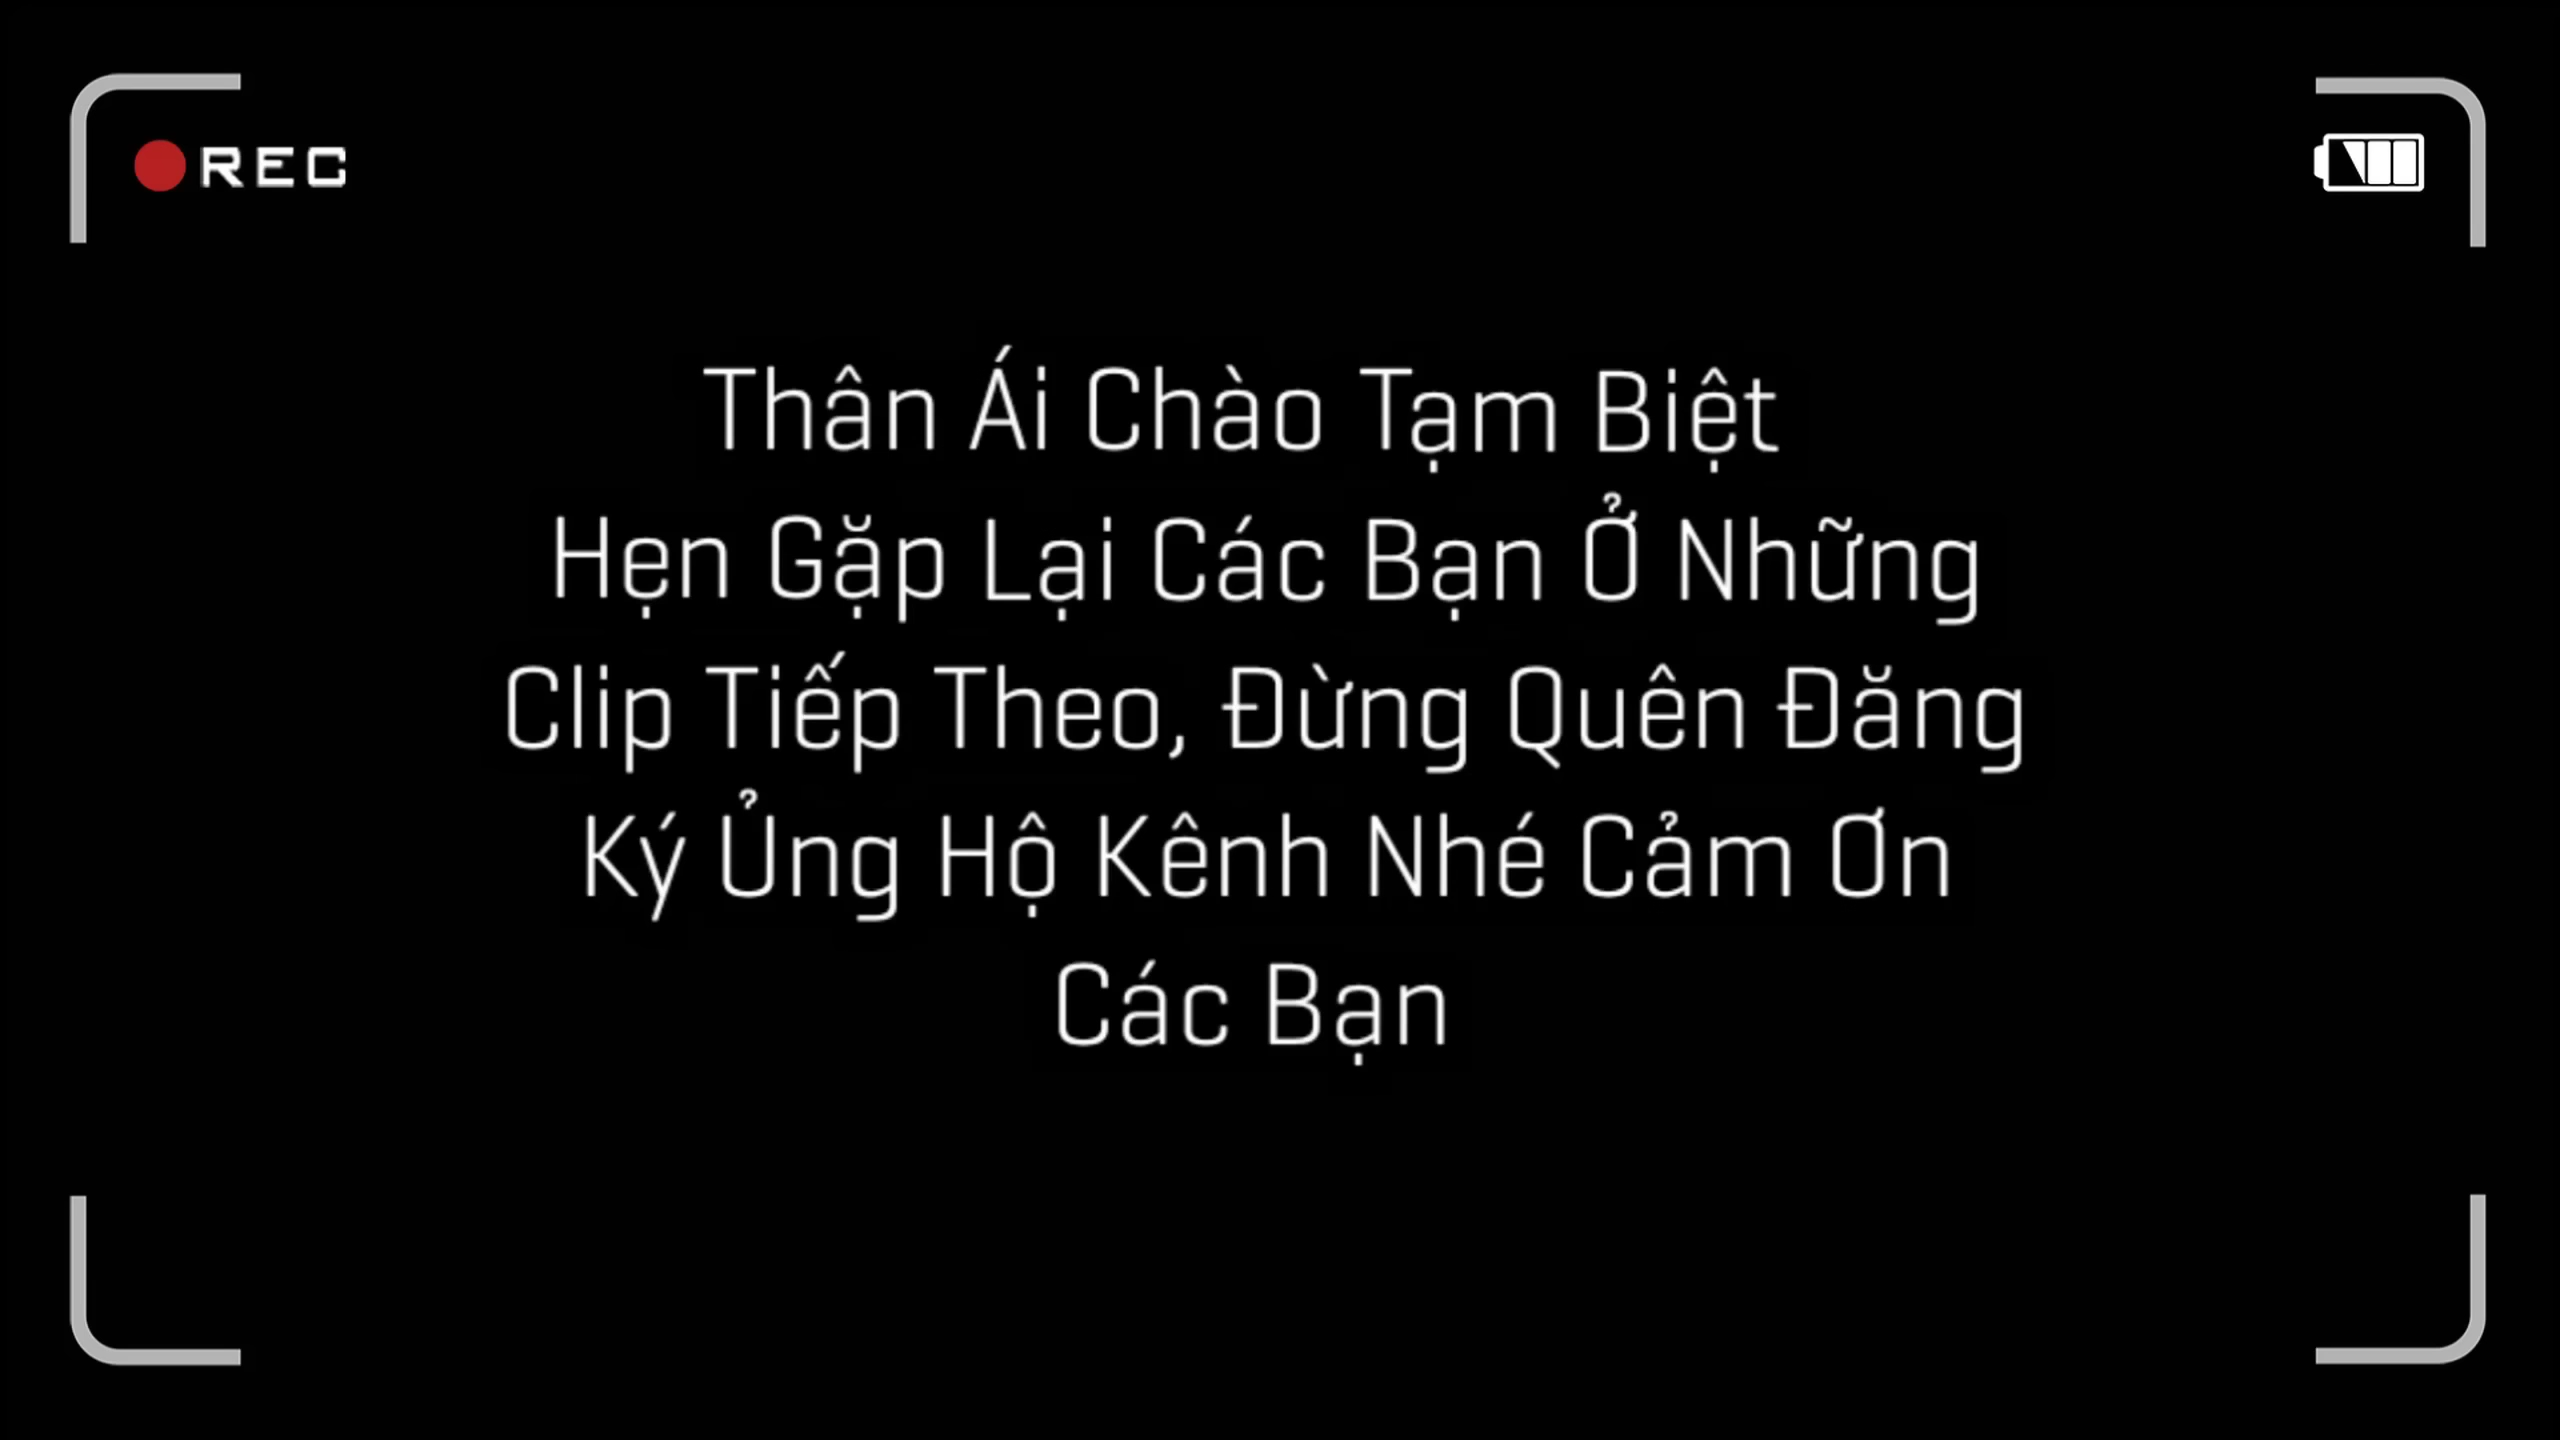 REC
Thân Ái Chào Tạm Biệt
Hẹn Gặp Lại Các Bạn Ở Những
Clip Tiếp Theo, Đừng Quên Đăng
Ký Ủng Hộ Kênh Nhé Cảm Ơn
Các Bạn